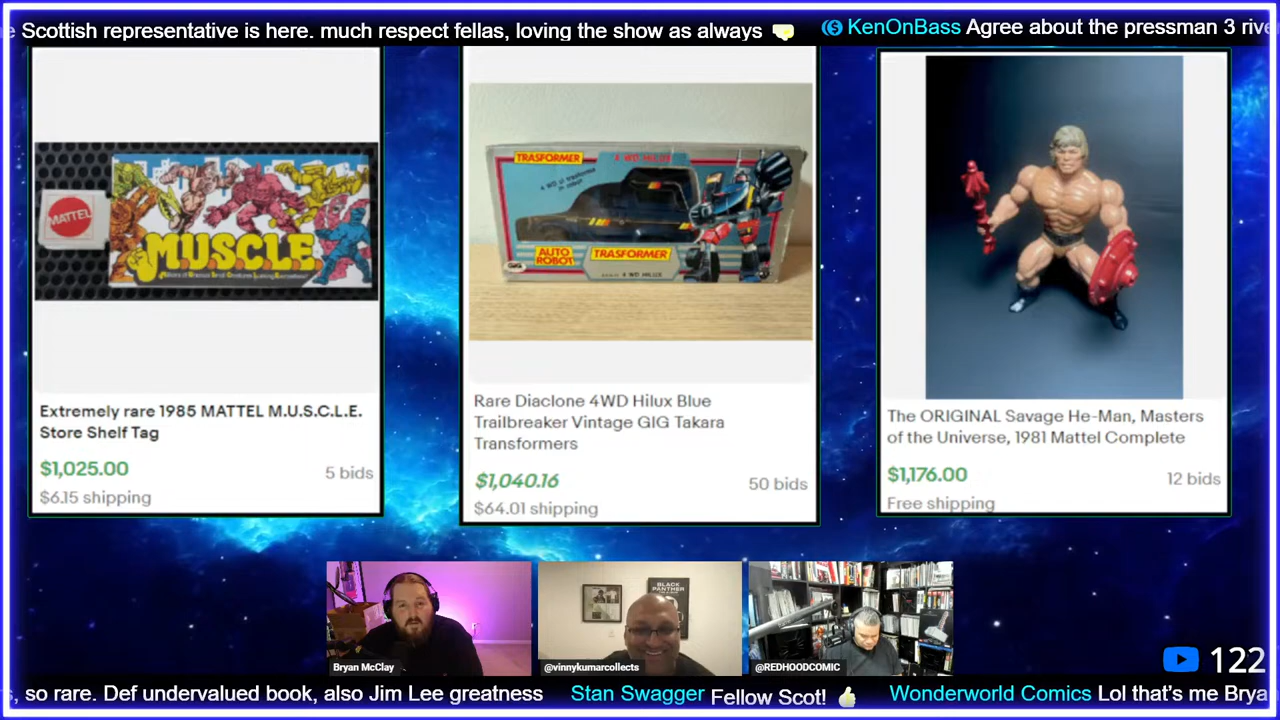 Scottish representative is here. much respect fellas, loving the show as always
KenOnBass Agree about the pressman 3
MATTEL
M.U.S.C.L.E.
Extremely rare 1985 MATTEL M.U.S.C.L.E.
Store Shelf Tag
$1,025.00
5 bids
$6.15 shipping
TRASFORMER
4 WD HILUX
AUTO
ROBOT
TRASFORMER
4 WD HILUX
Rare Diaclone 4WD Hilux Blue
Trailbreaker Vintage GIG Takara
Transformers
$1,040.16
50 bids
$64.01 shipping
The ORIGINAL Savage He-Man, Masters
of the Universe, 1981 Mattel Complete
$1,176.00
12 bids
Free shipping
Bryan McClay
BLACK
PANTHER
@vinnykumarcollects
@REDHOODCOMIC
122
, so rare. Def undervalued book, also Jim Lee greatness
Stan Swagger Fellow Scot!
Wonderworld Comics Lol that's me Brya